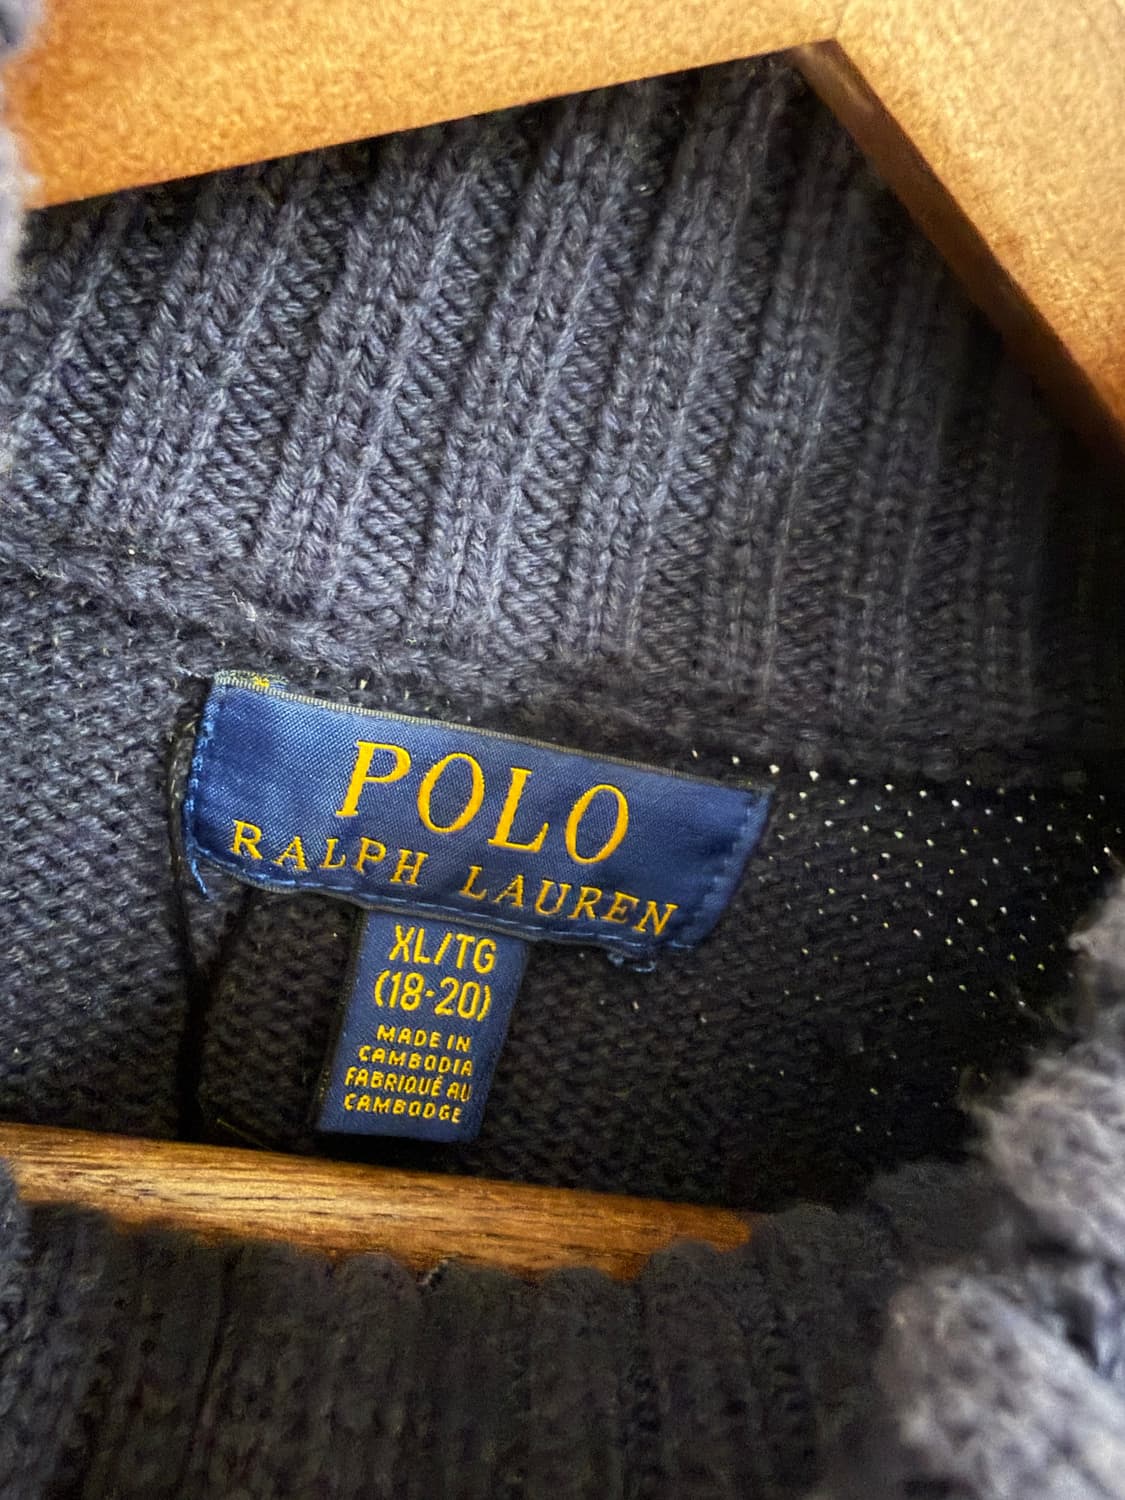 POLO
RALPH LAUREN
XL/TG
(18-20)
MADE IN
CAMBODIA
FABRIQUÉ AU
CAMBODGE